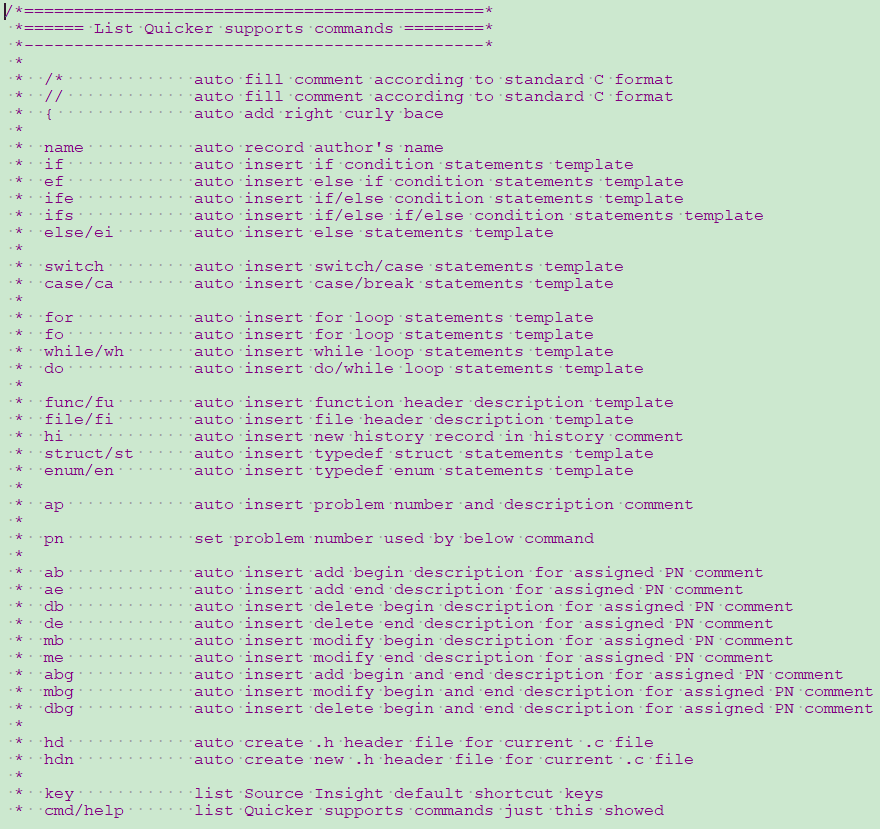 /*==============================================*
 *====== List Quicker supports commands ========*
 *----------------------------------------------*
 *
 *  /*             auto fill comment according to standard C format
 *  //             auto fill comment according to standard C format
 *  {              auto add right curly bace
 *
 *  name           auto record author's name
 *  if             auto insert if condition statements template
 *  ef             auto insert else if condition statements template
 *  ife            auto insert if/else condition statements template
 *  ifs            auto insert if/else if/else condition statements template
 *  else/ei        auto insert else statements template
 *
 *  switch         auto insert switch/case statements template
 *  case/ca        auto insert case/break statements template
 *
 *  for            auto insert for loop statements template
 *  fo             auto insert for loop statements template
 *  while/wh       auto insert while loop statements template
 *  do             auto insert do/while loop statements template
 *
 *  func/fu        auto insert function header description template
 *  file/fi        auto insert file header description template
 *  hi             auto insert new history record in history comment
 *  struct/st      auto insert typedef struct statements template
 *  enum/en        auto insert typedef enum statements template
 *
 *  ap             auto insert problem number and description comment
 *
 *  pn             set problem number used by below command
 *
 *  ab             auto insert add begin description for assigned PN comment
 *  ae             auto insert add end description for assigned PN comment
 *  db             auto insert delete begin description for assigned PN comment
 *  de             auto insert delete end description for assigned PN comment
 *  mb             auto insert modify begin description for assigned PN comment
 *  me             auto insert modify end description for assigned PN comment
 *  abg            auto insert add begin and end description for assigned PN comment
 *  mbg            auto insert modify begin and end description for assigned PN comment
 *  dbg            auto insert delete begin and end description for assigned PN comment
 *
 *  hd             auto create .h header file for current .c file
 *  hdn            auto create new .h header file for current .c file
 *
 *  key            list Source Insight default shortcut keys
 *  cmd/help       list Quicker supports commands just this showed